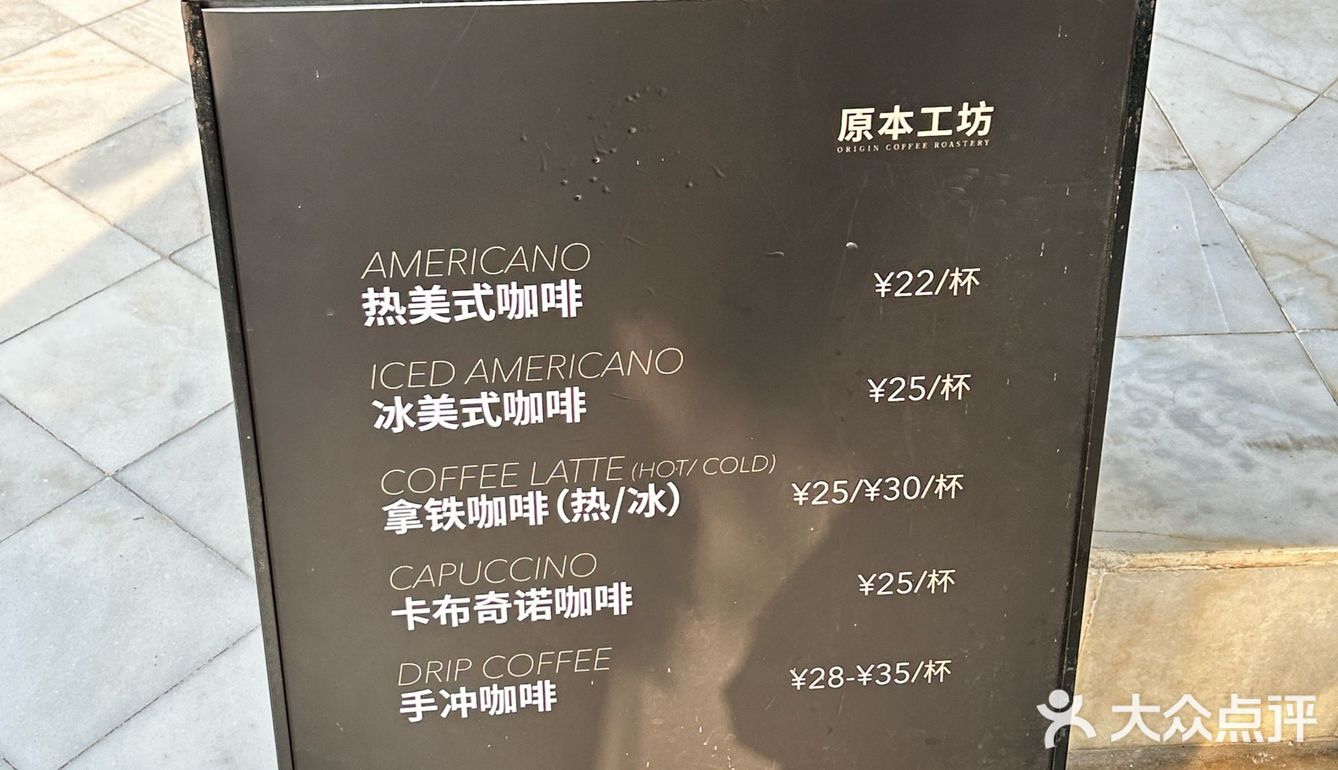 原本工坊
ORIGIN COFFEE ROASTERY
AMERICANO
热美式咖啡 ¥22/杯
ICED AMERICANO
冰美式咖啡 ¥25/杯
COFFEE LATTE (HOT/ COLD)
拿铁咖啡(热/冰) ¥25/¥30/杯
CAPUCCINO
卡布奇诺咖啡 ¥25/杯
DRIP COFFEE
手冲咖啡 ¥28-¥35/杯
大众点评